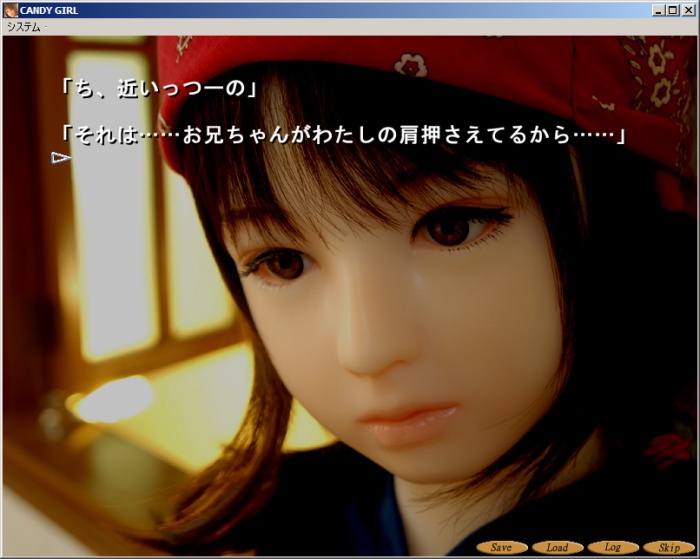 CANDY GIRL
システム
「ち、近いっつーの」
「それは……お兄ちゃんがわたしの肩押さえてるから……」
Save Load Log Skip